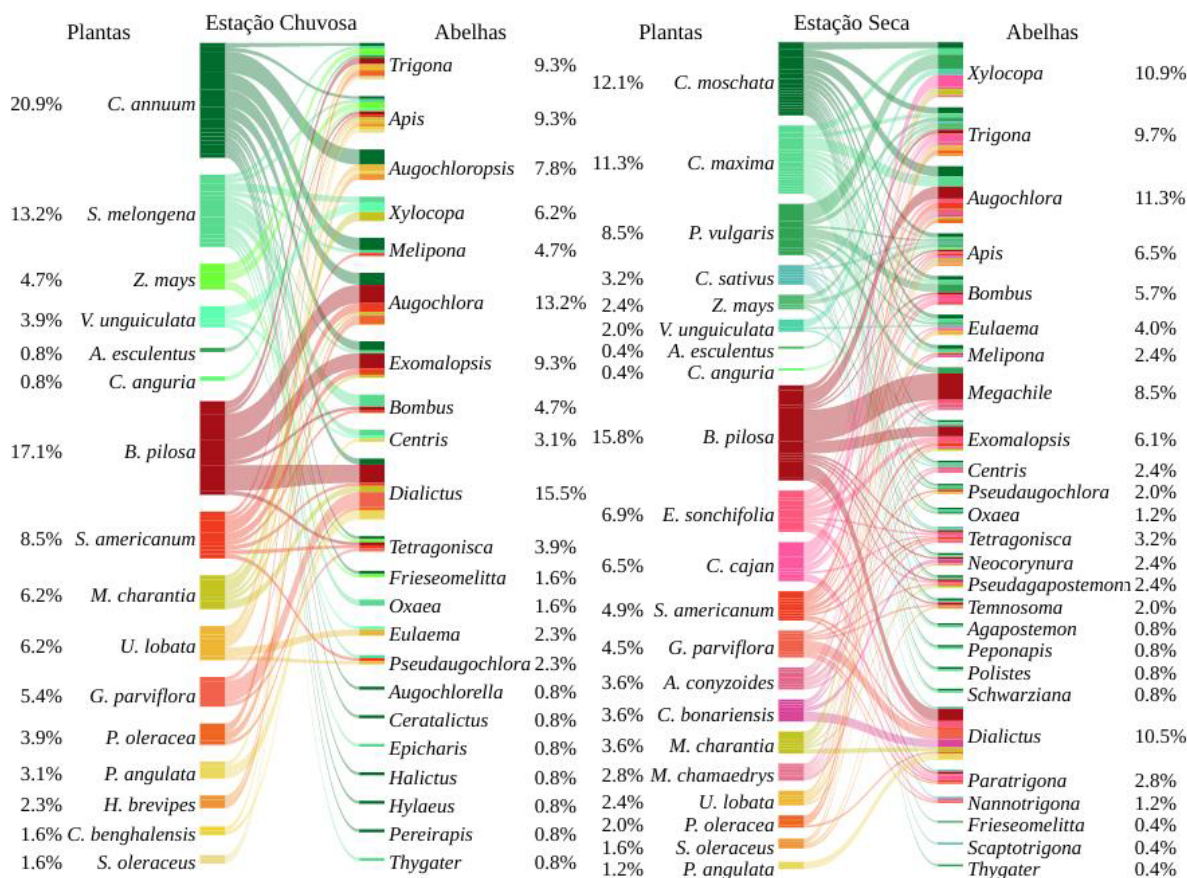 Estação Chuvosa
Plantas
Abelhas
20.9% C. annuum
13.2% S. melongena
4.7% Z. mays
3.9% V. unguiculata
0.8% A. esculentus
0.8% C. anguria
17.1% B. pilosa
8.5% S. americanum
6.2% M. charantia
6.2% U. lobata
5.4% G. parviflora
3.9% P. oleracea
3.1% P. angulata
2.3% H. brevipes
1.6% C. benghalensis
1.6% S. oleraceus
Trigona 9.3%
Apis 9.3%
Augochloropsis 7.8%
Xylocopa 6.2%
Melipona 4.7%
Augochlora 13.2%
Exomalopsis 9.3%
Bombus 4.7%
Centris 3.1%
Dialictus 15.5%
Tetragonisca 3.9%
Frieseomelitta 1.6%
Oxaea 1.6%
Eulaema 2.3%
Pseudaugochlora 2.3%
Augochlorella 0.8%
Ceratalictus 0.8%
Epicharis 0.8%
Halictus 0.8%
Hylaeus 0.8%
Pereirapis 0.8%
Thygater 0.8%
Estação Seca
Plantas
Abelhas
12.1% C. moschata
11.3% C. maxima
8.5% P. vulgaris
3.2% C. sativus
2.4% Z. mays
2.0% V. unguiculata
0.4% A. esculentus
0.4% C. anguria
15.8% B. pilosa
6.9% E. sonchifolia
6.5% C. cajan
4.9% S. americanum
4.5% G. parviflora
3.6% A. conyzoides
3.6% C. bonariensis
3.6% M. charantia
2.8% M. chamaedrys
2.4% U. lobata
2.0% P. oleracea
1.6% S. oleraceus
1.2% P. angulata
Xylocopa 10.9%
Trigona 9.7%
Augochlora 11.3%
Apis 6.5%
Bombus 5.7%
Eulaema 4.0%
Melipona 2.4%
Megachile 8.5%
Exomalopsis 6.1%
Centris 2.4%
Pseudaugochlora 2.0%
Oxaea 1.2%
Tetragonisca 3.2%
Neocorynura 2.4%
Pseudagapostemon 2.4%
Temnosoma 2.0%
Agapostemon 0.8%
Peponapis 0.8%
Polistes 0.8%
Schwarziana 0.8%
Dialictus 10.5%
Paratrigona 2.8%
Nannotrigona 1.2%
Frieseomelitta 0.4%
Scaptotrigona 0.4%
Thygater 0.4%